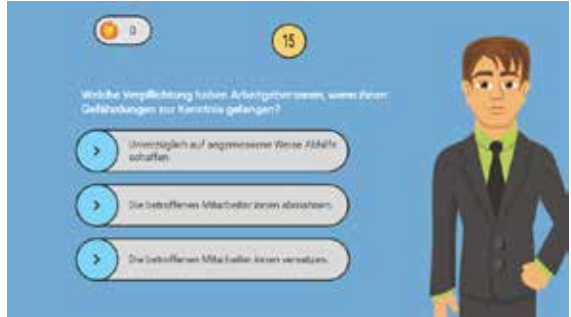 0
15
Welche Verpflichtung haben Arbeitgeber:innen, wenn ihnen
Gefährdungen zur Kenntnis gelangen?
Unverzüglich auf angemessene Weise Abhilfe
schaffen.
Die betroffenen Mitarbeiter:innen abmahnen.
Die betroffenen Mitarbeiter:innen versetzen.